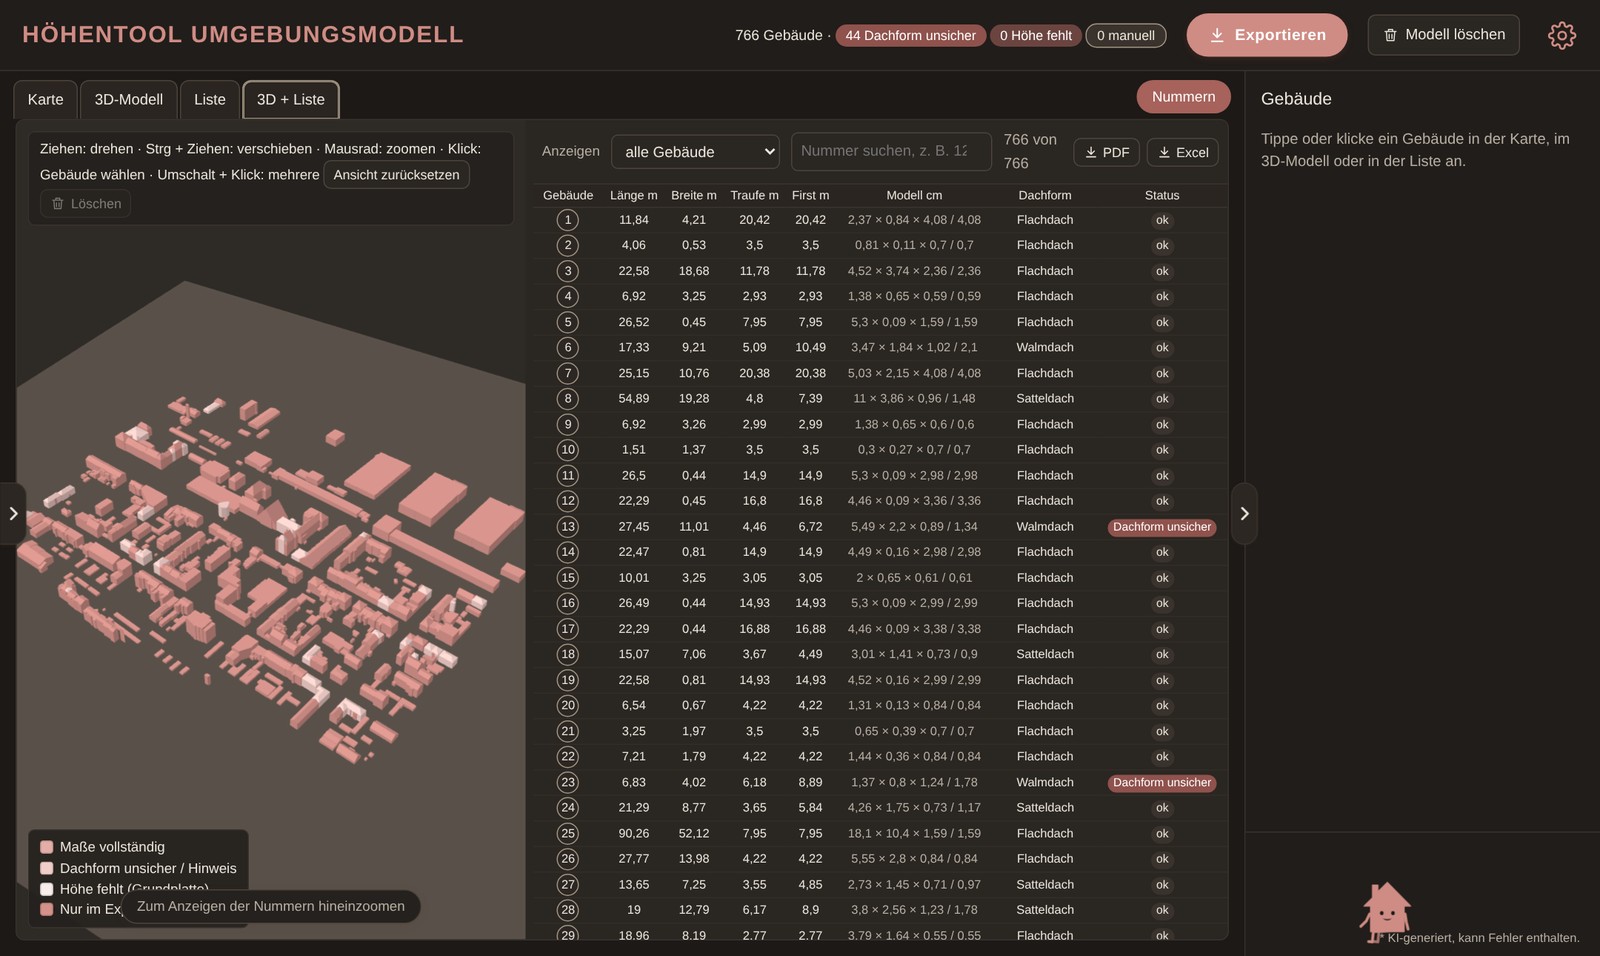 HÖHENTOOL UMGEBUNGSMODELL
766 Gebäude · 44 Dachform unsicher 0 Höhe fehlt 0 manuell
Exportieren
Modell löschen
Karte
3D-Modell
Liste
3D + Liste
Nummern
Ziehen: drehen · Strg + Ziehen: verschieben · Mausrad: zoomen · Klick:
Gebäude wählen · Umschalt + Klick: mehrere Ansicht zurücksetzen
Löschen
Maße vollständig
Dachform unsicher / Hinweis
Höhe fehlt (Grundplatte)
Nur im Ex
Zum Anzeigen der Nummern hineinzoomen
Anzeigen alle Gebäude Nummer suchen, z. B. 12 766 von
766
PDF Excel
Gebäude Länge m Breite m Traufe m First m Modell cm Dachform Status
1 11,84 4,21 20,42 20,42 2,37 × 0,84 × 4,08 / 4,08 Flachdach ok
2 4,06 0,53 3,5 3,5 0,81 × 0,11 × 0,7 / 0,7 Flachdach ok
3 22,58 18,68 11,78 11,78 4,52 × 3,74 × 2,36 / 2,36 Flachdach ok
4 6,92 3,25 2,93 2,93 1,38 × 0,65 × 0,59 / 0,59 Flachdach ok
5 26,52 0,45 7,95 7,95 5,3 × 0,09 × 1,59 / 1,59 Flachdach ok
6 17,33 9,21 5,09 10,49 3,47 × 1,84 × 1,02 / 2,1 Walmdach ok
7 25,15 10,76 20,38 20,38 5,03 × 2,15 × 4,08 / 4,08 Flachdach ok
8 54,89 19,28 4,8 7,39 11 × 3,86 × 0,96 / 1,48 Satteldach ok
9 6,92 3,26 2,99 2,99 1,38 × 0,65 × 0,6 / 0,6 Flachdach ok
10 1,51 1,37 3,5 3,5 0,3 × 0,27 × 0,7 / 0,7 Flachdach ok
11 26,5 0,44 14,9 14,9 5,3 × 0,09 × 2,98 / 2,98 Flachdach ok
12 22,29 0,45 16,8 16,8 4,46 × 0,09 × 3,36 / 3,36 Flachdach ok
13 27,45 11,01 4,46 6,72 5,49 × 2,2 × 0,89 / 1,34 Walmdach Dachform unsicher
14 22,47 0,81 14,9 14,9 4,49 × 0,16 × 2,98 / 2,98 Flachdach ok
15 10,01 3,25 3,05 3,05 2 × 0,65 × 0,61 / 0,61 Flachdach ok
16 26,49 0,44 14,93 14,93 5,3 × 0,09 × 2,99 / 2,99 Flachdach ok
17 22,29 0,44 16,88 16,88 4,46 × 0,09 × 3,38 / 3,38 Flachdach ok
18 15,07 7,06 3,67 4,49 3,01 × 1,41 × 0,73 / 0,9 Satteldach ok
19 22,58 0,81 14,93 14,93 4,52 × 0,16 × 2,99 / 2,99 Flachdach ok
20 6,54 0,67 4,22 4,22 1,31 × 0,13 × 0,84 / 0,84 Flachdach ok
21 3,25 1,97 3,5 3,5 0,65 × 0,39 × 0,7 / 0,7 Flachdach ok
22 7,21 1,79 4,22 4,22 1,44 × 0,36 × 0,84 / 0,84 Flachdach ok
23 6,83 4,02 6,18 8,89 1,37 × 0,8 × 1,24 / 1,78 Walmdach Dachform unsicher
24 21,29 8,77 3,65 5,84 4,26 × 1,75 × 0,73 / 1,17 Satteldach ok
25 90,26 52,12 7,95 7,95 18,1 × 10,4 × 1,59 / 1,59 Flachdach ok
26 27,77 13,98 4,22 4,22 5,55 × 2,8 × 0,84 / 0,84 Flachdach ok
27 13,65 7,25 3,55 4,85 2,73 × 1,45 × 0,71 / 0,97 Satteldach ok
28 19 12,79 6,17 8,9 3,8 × 2,56 × 1,23 / 1,78 Satteldach ok
29 18,96 8,19 2,77 2,77 3,79 × 1,64 × 0,55 / 0,55 Flachdach ok
Gebäude
Tippe oder klicke ein Gebäude in der Karte, im
3D-Modell oder in der Liste an.
KI-generiert, kann Fehler enthalten.